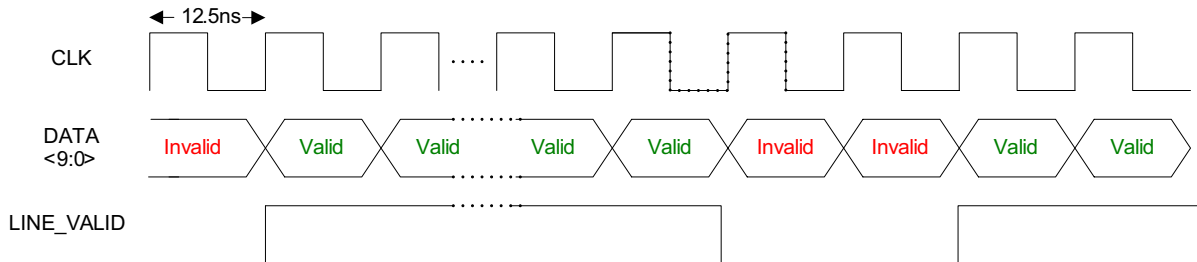 12.5ns
CLK
DATA
<9:0>
Invalid Valid Valid Valid Valid Invalid Invalid Valid Valid
LINE_VALID